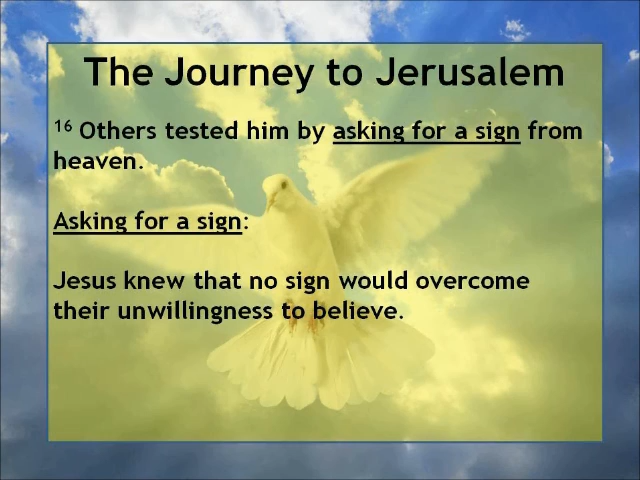 The Journey to Jerusalem
16 Others tested him by asking for a sign from
heaven.
Asking for a sign:
Jesus knew that no sign would overcome
their unwillingness to believe.